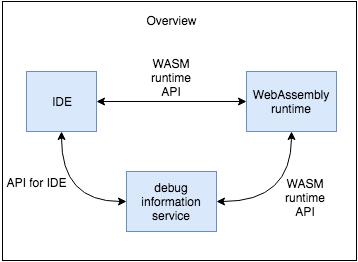 Overview
WASM
runtime
API
IDE
WebAssembly
runtime
API for IDE
debug
information
service
WASM
runtime
API